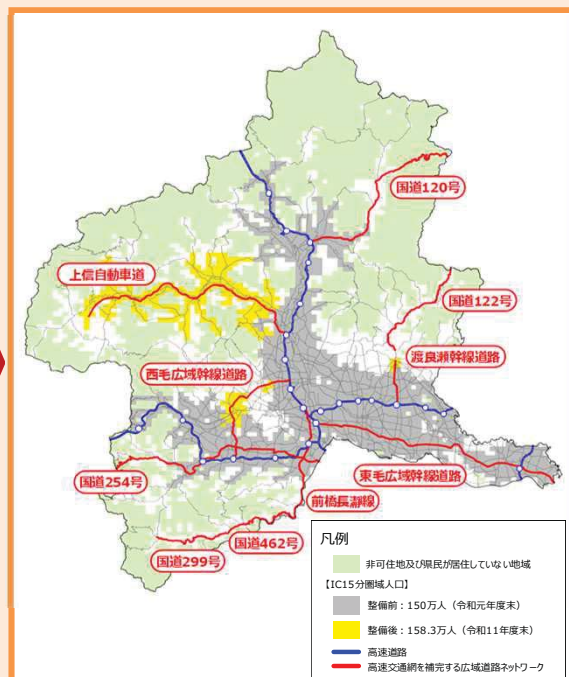 国道120号
上信自動車道
国道122号
渡良瀬幹線道路
西毛広域幹線道路
東毛広域幹線道路
国道254号
前橋長瀞線
国道462号
国道299号
凡例
非可住地及び県民が居住していない地域
【IC15分圏域人口】
整備前：150万人（令和元年度末）
整備後：158.3万人（令和11年度末）
高速道路
高速交通網を補完する広域道路ネットワーク